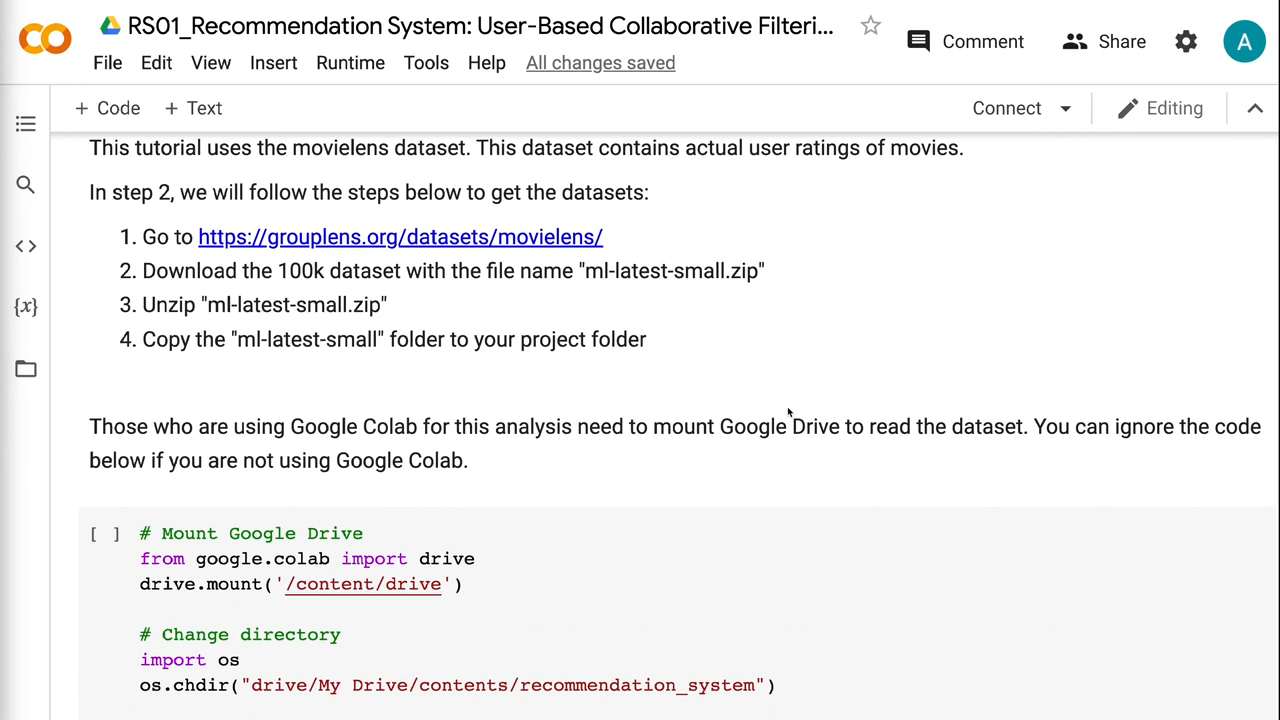 RS01_Recommendation System: User-Based Collaborative Filteri...
Comment
Share
A
File Edit View Insert Runtime Tools Help All changes saved
+ Code + Text
Connect
Editing
This tutorial uses the movielens dataset. This dataset contains actual user ratings of movies.
In step 2, we will follow the steps below to get the datasets:
1. Go to https://grouplens.org/datasets/movielens/
2. Download the 100k dataset with the file name "ml-latest-small.zip"
3. Unzip "ml-latest-small.zip"
4. Copy the "ml-latest-small" folder to your project folder
{x}
Those who are using Google Colab for this analysis need to mount Google Drive to read the dataset. You can ignore the code
below if you are not using Google Colab.
[ ] # Mount Google Drive
from google.colab import drive
drive.mount('/content/drive')
# Change directory
import os
os.chdir("drive/My Drive/contents/recommendation_system")